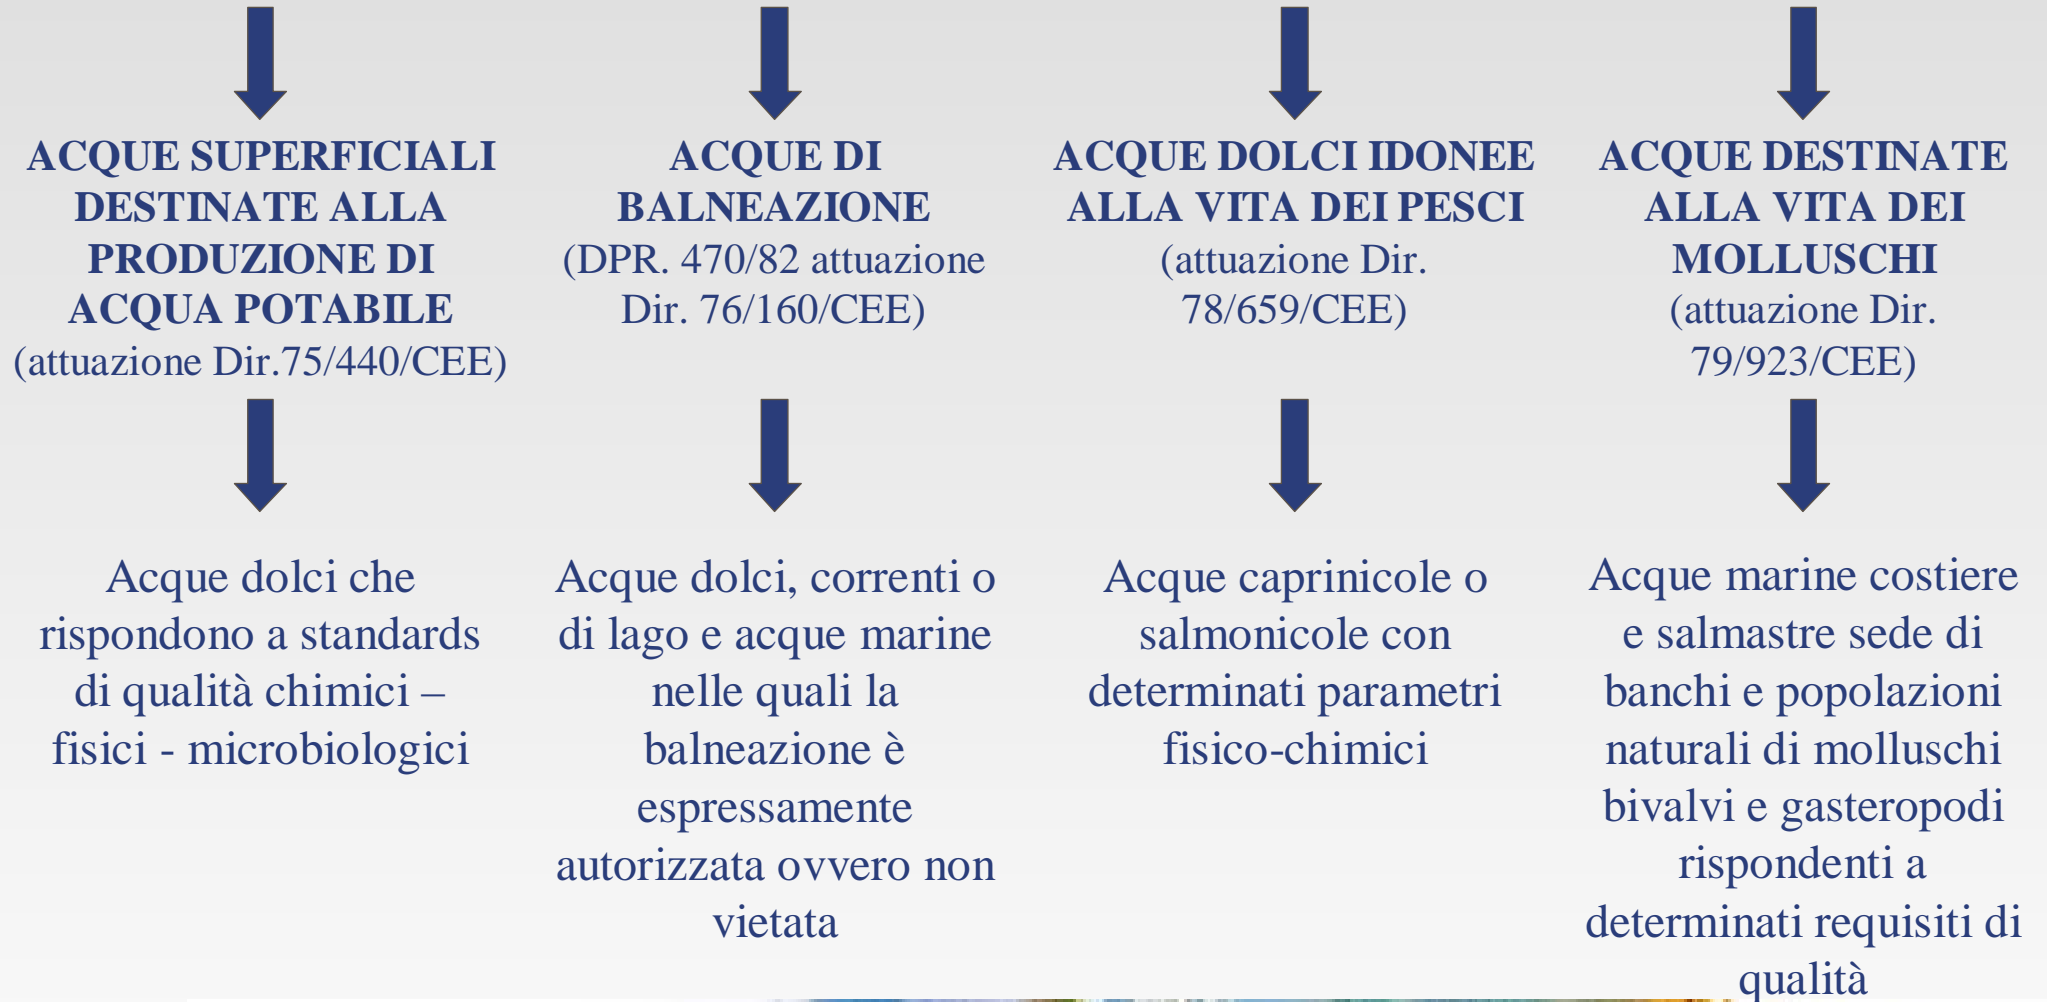 ACQUE SUPERFICIALI
DESTINATE ALLA
PRODUZIONE DI
ACQUA POTABILE
(attuazione Dir.75/440/CEE)
Acque dolci che
rispondono a standards
di qualità chimici –
fisici - microbiologici
ACQUE DI
BALNEAZIONE
(DPR. 470/82 attuazione
Dir. 76/160/CEE)
Acque dolci, correnti o
di lago e acque marine
nelle quali la
balneazione è
espressamente
autorizzata ovvero non
vietata
ACQUE DOLCI IDONEE
ALLA VITA DEI PESCI
(attuazione Dir.
78/659/CEE)
Acque caprinicole o
salmonicole con
determinati parametri
fisico-chimici
ACQUE DESTINATE
ALLA VITA DEI
MOLLUSCHI
(attuazione Dir.
79/923/CEE)
Acque marine costiere
e salmastre sede di
banchi e popolazioni
naturali di molluschi
bivalvi e gasteropodi
rispondenti a
determinati requisiti di
qualità